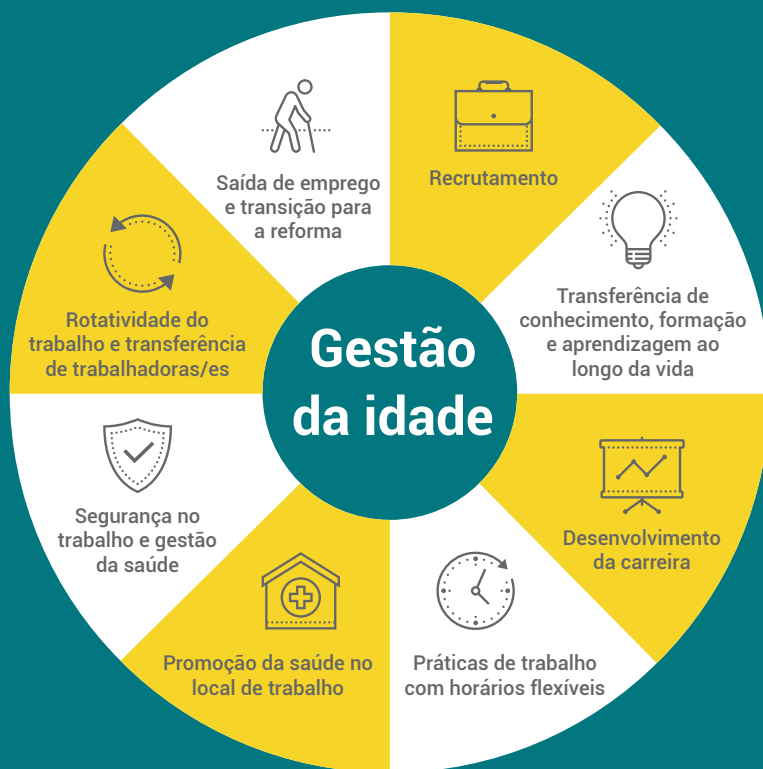 Gestão
da idade
Recrutamento
Transferência de
conhecimento, formação
e aprendizagem ao
longo da vida
Desenvolvimento
da carreira
Práticas de trabalho
com horários flexíveis
Promoção da saúde no
local de trabalho
Segurança no
trabalho e gestão
da saúde
Rotatividade do
trabalho e transferência
de trabalhadoras/es
Saída de emprego
e transição para
a reforma